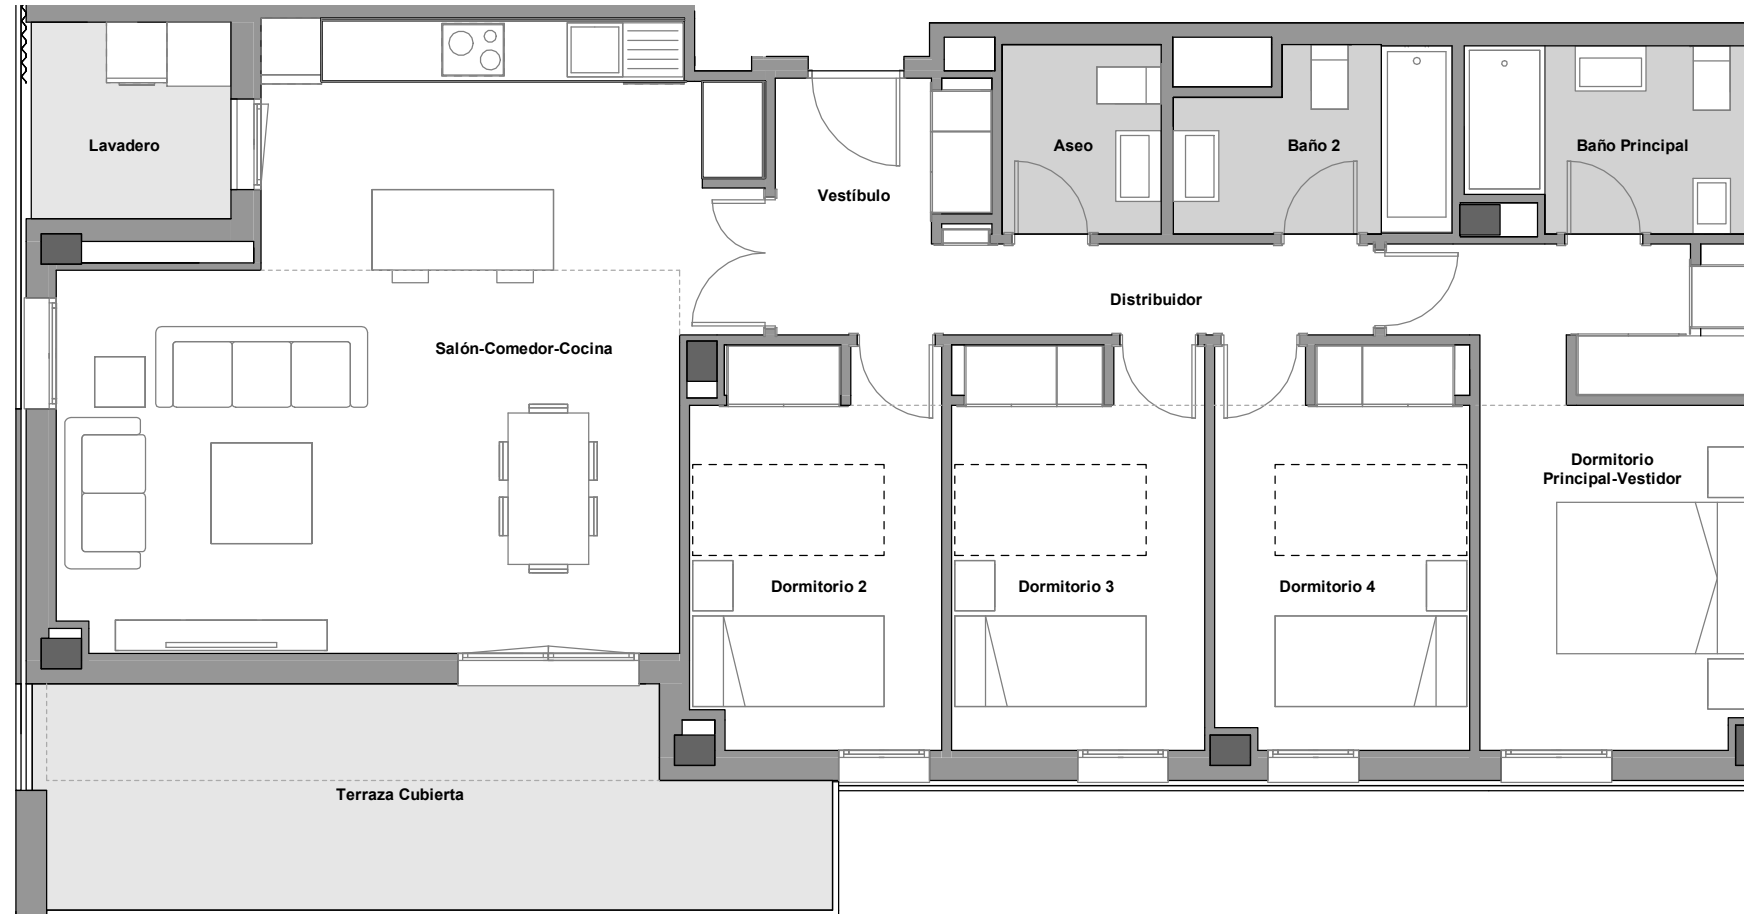 Lavadero
Aseo
Baño 2
Baño Principal
Vestíbulo
Distribuidor
Salón-Comedor-Cocina
Dormitorio
Principal-Vestidor
Dormitorio 2
Dormitorio 3
Dormitorio 4
Terraza Cubierta